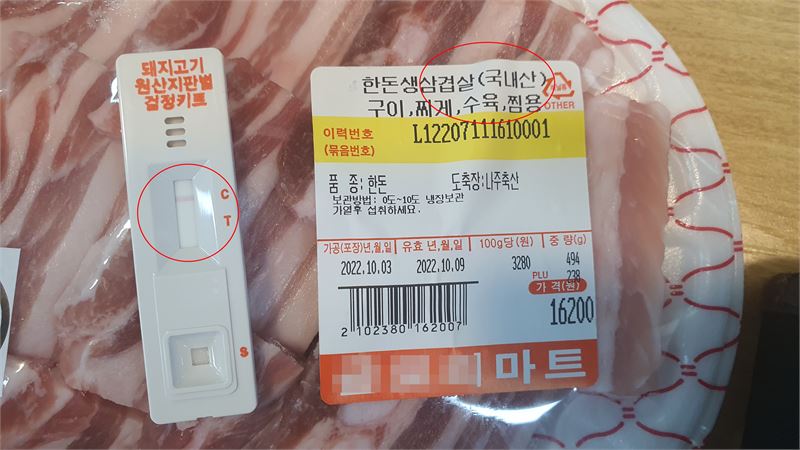 돼지고기
원산지판별
검정키트
C
T
S
한돈생삼겹살(국내산)
구이,찌게,수육,찜용
OTHER
이력번호
(묶음번호)
L12207111610001
품 종:한돈 도축장:나주축산
보관방법: 0도~10도 냉장보관
가열후 섭취하세요.
가공(포장)년,월,일 유효 년,월,일 100g당(원) 중 량(g)
2022.10.03 2022.10.09 3280 494
PLU 238
가 격(원)
16200
2 102380 162007
마트